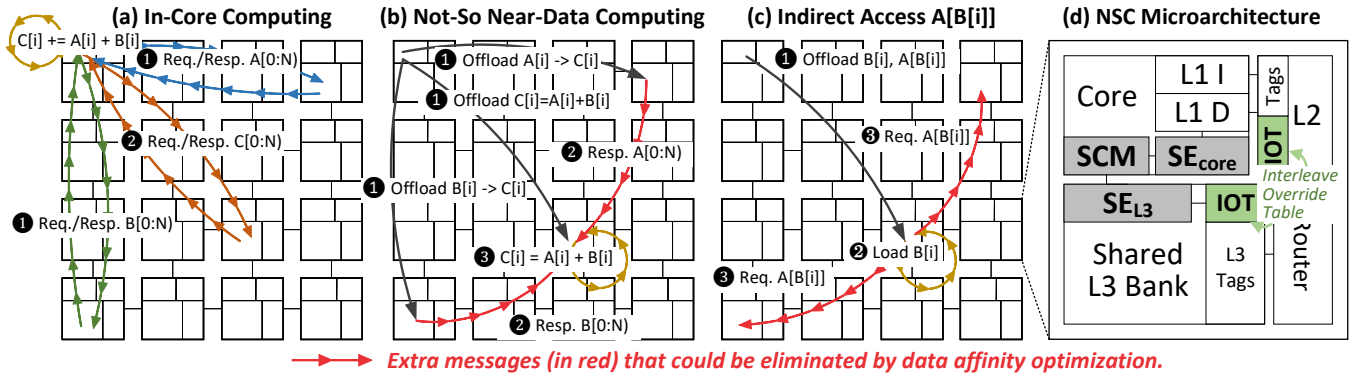 (a) In-Core Computing
C[i] += A[i] + B[i]
❶ Req./Resp. A[0:N)
❷ Req./Resp. C[0:N)
❶ Req./Resp. B[0:N)
(b) Not-So Near-Data Computing
❶ Offload A[i] -> C[i]
❶ Offload C[i]=A[i]+B[i]
❷ Resp. A[0:N)
❶ Offload B[i] -> C[i]
❸ C[i] = A[i] + B[i]
❷ Resp. B[0:N)
(c) Indirect Access A[B[i]]
❶ Offload B[i], A[B[i]]
❸ Req. A[B[i]]
❷ Load B[i]
❸ Req. A[B[i]]
(d) NSC Microarchitecture
Core
L1 I
L1 D
Tags
L2
IOT
SCM
SEcore
Interleave
Override
Table
SEL3
IOT
Shared
L3 Bank
L3
Tags
Router
Extra messages (in red) that could be eliminated by data affinity optimization.